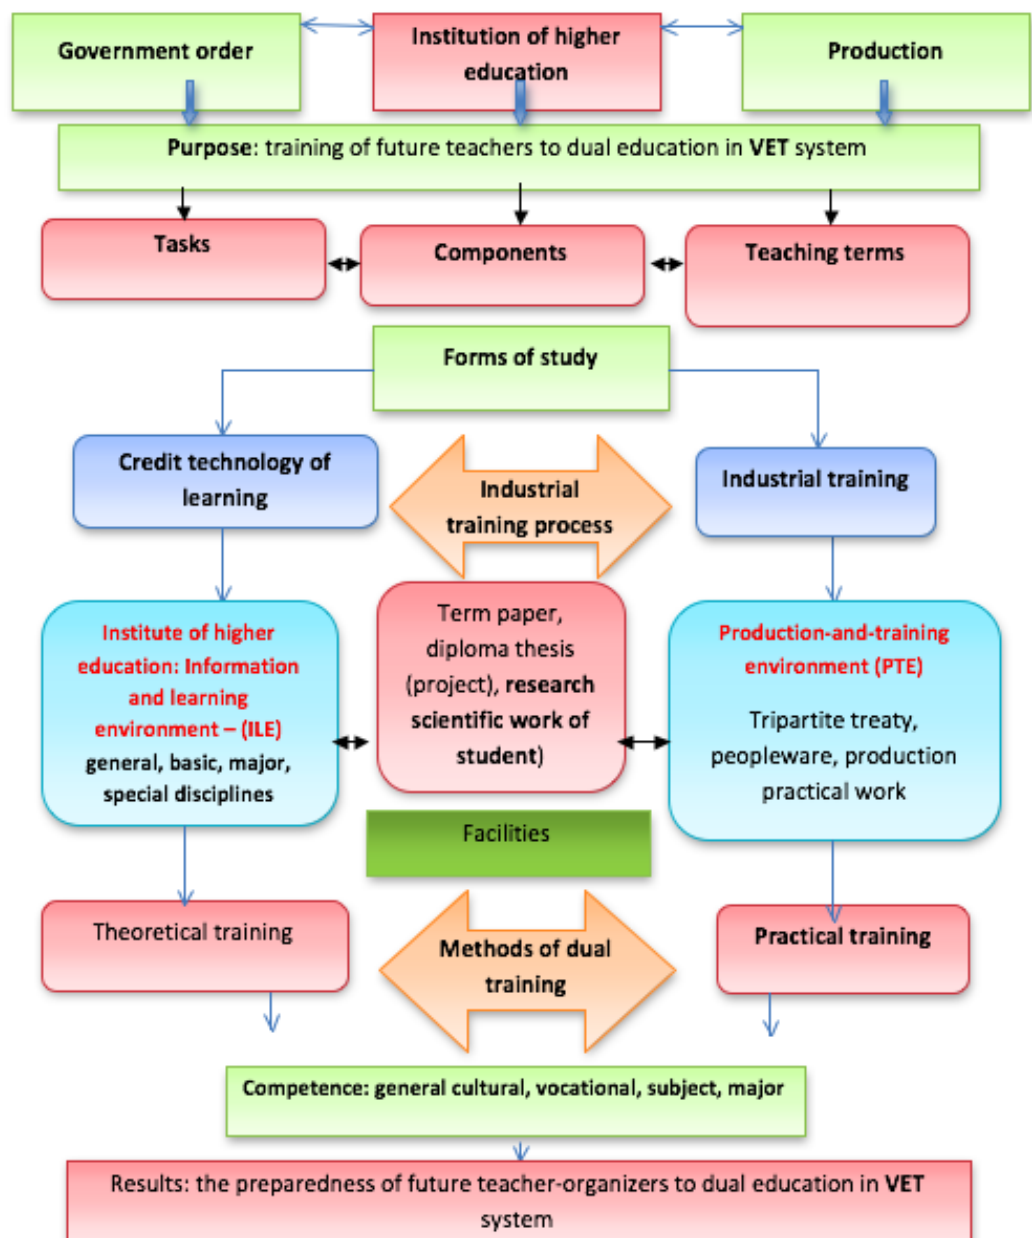 Government order
Institution of higher
education
Production
Purpose: training of future teachers to dual education in VET system
Tasks
Components
Teaching terms
Forms of study
Credit technology of
learning
Industrial
training process
Industrial training
Institute of higher
education: Information
and learning
environment – (ILE)
general, basic, major,
special disciplines
Term paper,
diploma thesis
(project), research
scientific work of
student)
Production-and-training
environment (PTE)
Tripartite treaty,
peopleware, production
practical work
Facilities
Theoretical training
Methods of dual
training
Practical training
Competence: general cultural, vocational, subject, major
Results: the preparedness of future teacher-organizers to dual education in VET
system